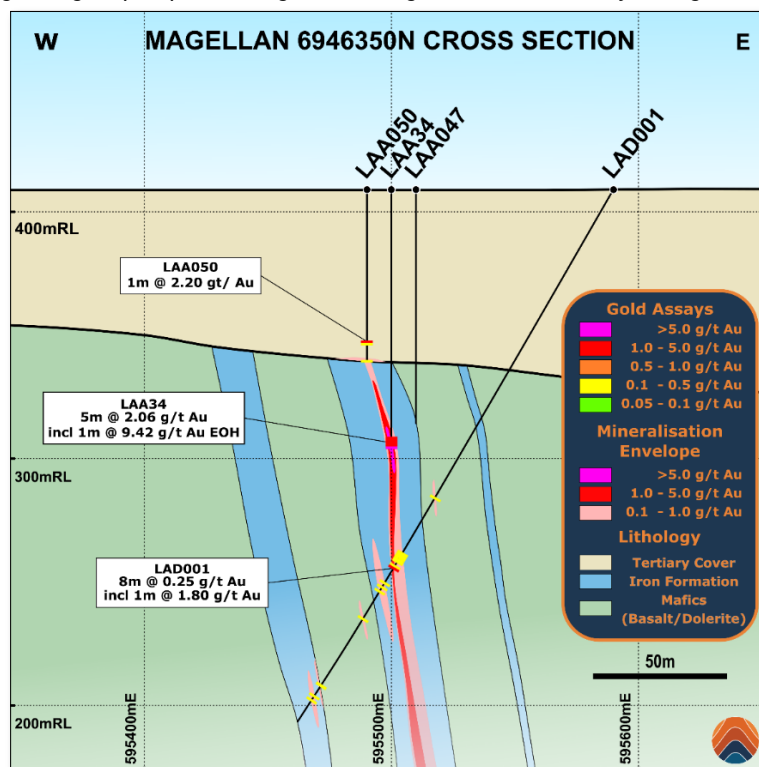 W MAGELLAN 6946350N CROSS SECTION E
LAA050
LAA34
LAA047
LAD001
400mRL
LAA050
1m @ 2.20 gt/ Au
Gold Assays
>5.0 g/t Au
1.0 - 5.0 g/t Au
0.5 - 1.0 g/t Au
0.1 - 0.5 g/t Au
0.05 - 0.1 g/t Au
Mineralisation
Envelope
>5.0 g/t Au
1.0 - 5.0 g/t Au
0.1 - 1.0 g/t Au
Lithology
Tertiary Cover
Iron Formation
Mafics
(Basalt/Dolerite)
LAA34
5m @ 2.06 g/t Au
incl 1m @ 9.42 g/t Au EOH
300mRL
LAD001
8m @ 0.25 g/t Au
incl 1m @ 1.80 g/t Au
50m
200mRL
595400mE
595500mE
595600mE